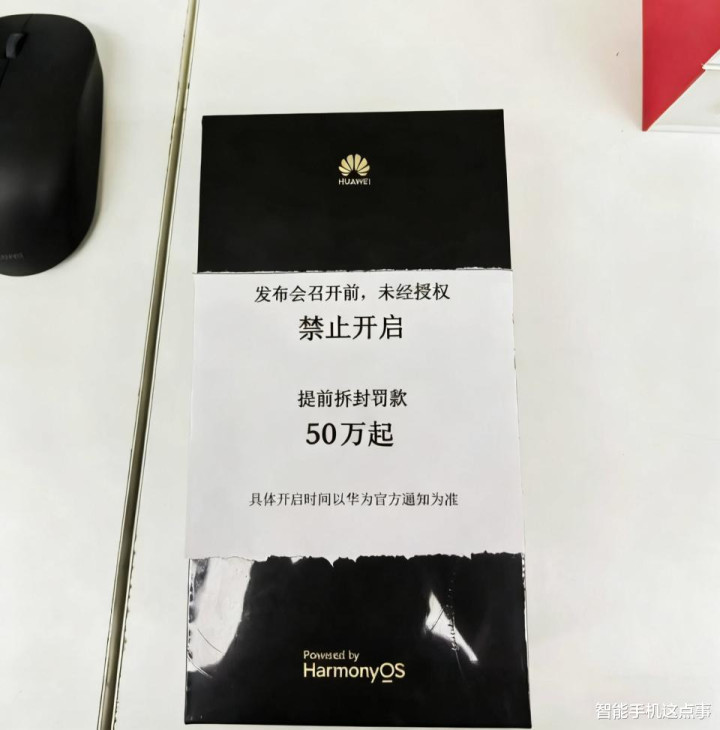 HUAWEI
发布会召开前，未经授权
禁止开启
提前拆封罚款
50万起
具体开启时间以华为官方通知为准
Powered by
HarmonyOS
智能手机这点事